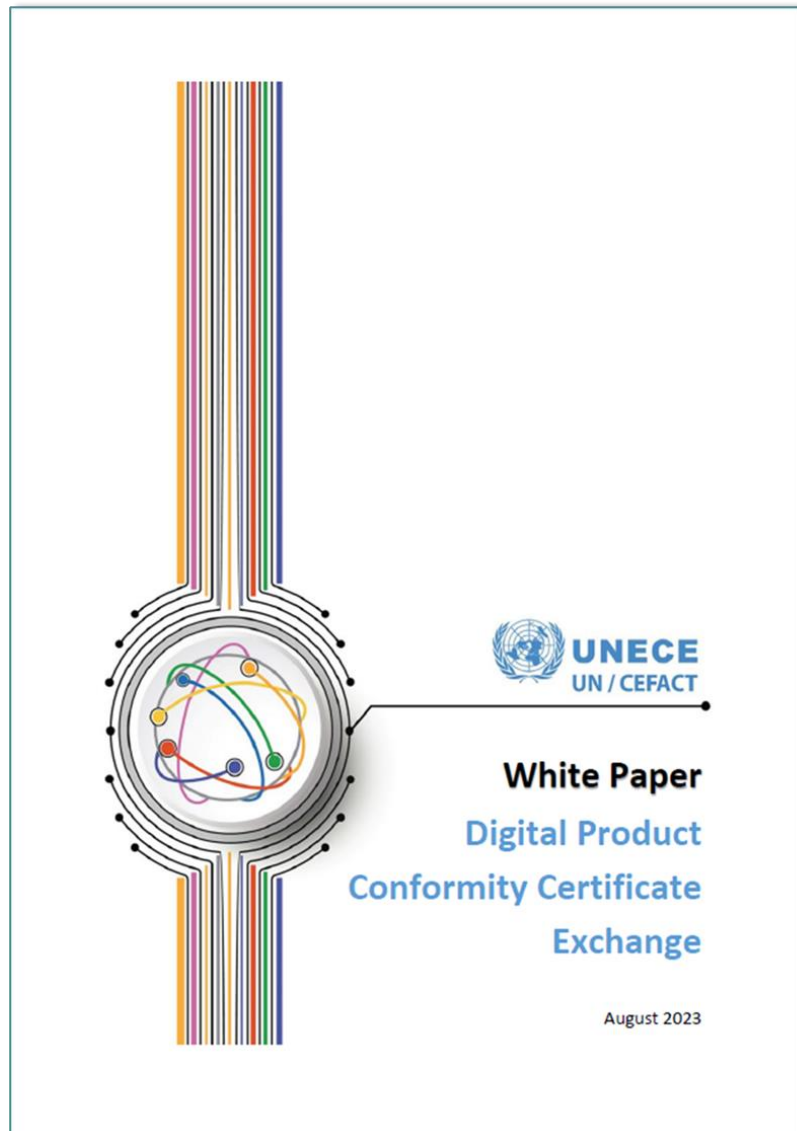 UNECE
UN / CEFACT
White Paper
Digital Product
Conformity Certificate
Exchange
August 2023